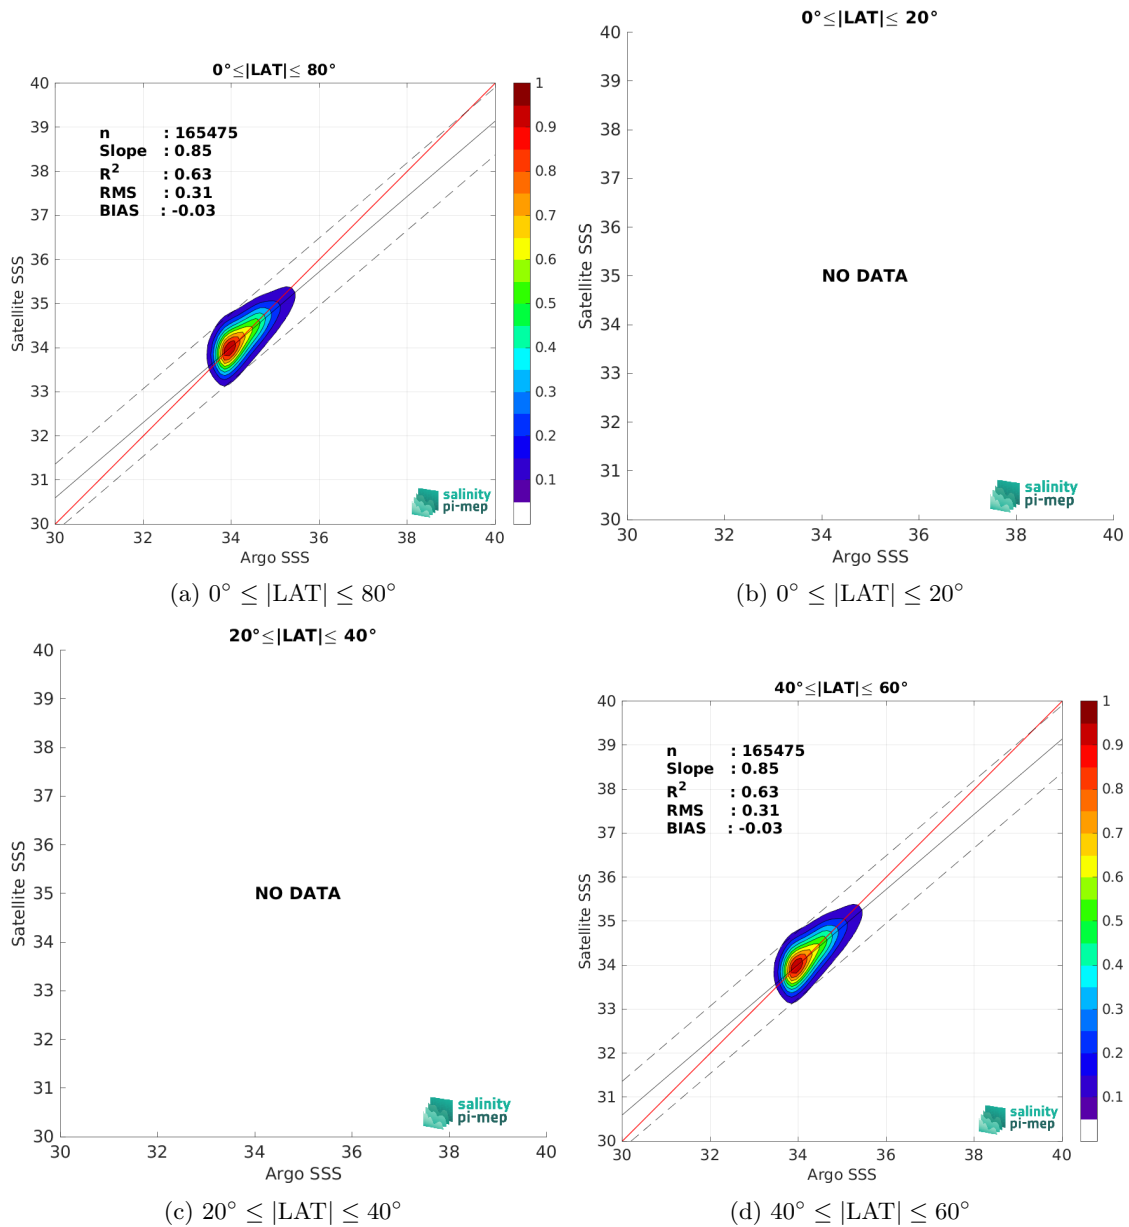 0°≤|LAT|≤ 80°
40
39
38
37
36
35
34
33
32
31
30
Satellite SSS
n : 165475
Slope : 0.85
R² : 0.63
RMS : 0.31
BIAS : -0.03
1
0.9
0.8
0.7
0.6
0.5
0.4
0.3
0.2
0.1
salinity
pi-mep
30 32 34 36 38 40
Argo SSS
(a) 0° ≤ |LAT| ≤ 80°
0°≤|LAT|≤ 20°
40
39
38
37
36
35
34
33
32
31
30
Satellite SSS
NO DATA
salinity
pi-mep
30 32 34 36 38 40
Argo SSS
(b) 0° ≤ |LAT| ≤ 20°
20°≤|LAT|≤ 40°
40
39
38
37
36
35
34
33
32
31
30
Satellite SSS
NO DATA
salinity
pi-mep
30 32 34 36 38 40
Argo SSS
(c) 20° ≤ |LAT| ≤ 40°
40°≤|LAT|≤ 60°
40
39
38
37
36
35
34
33
32
31
30
Satellite SSS
n : 165475
Slope : 0.85
R² : 0.63
RMS : 0.31
BIAS : -0.03
1
0.9
0.8
0.7
0.6
0.5
0.4
0.3
0.2
0.1
salinity
pi-mep
30 32 34 36 38 40
Argo SSS
(d) 40° ≤ |LAT| ≤ 60°